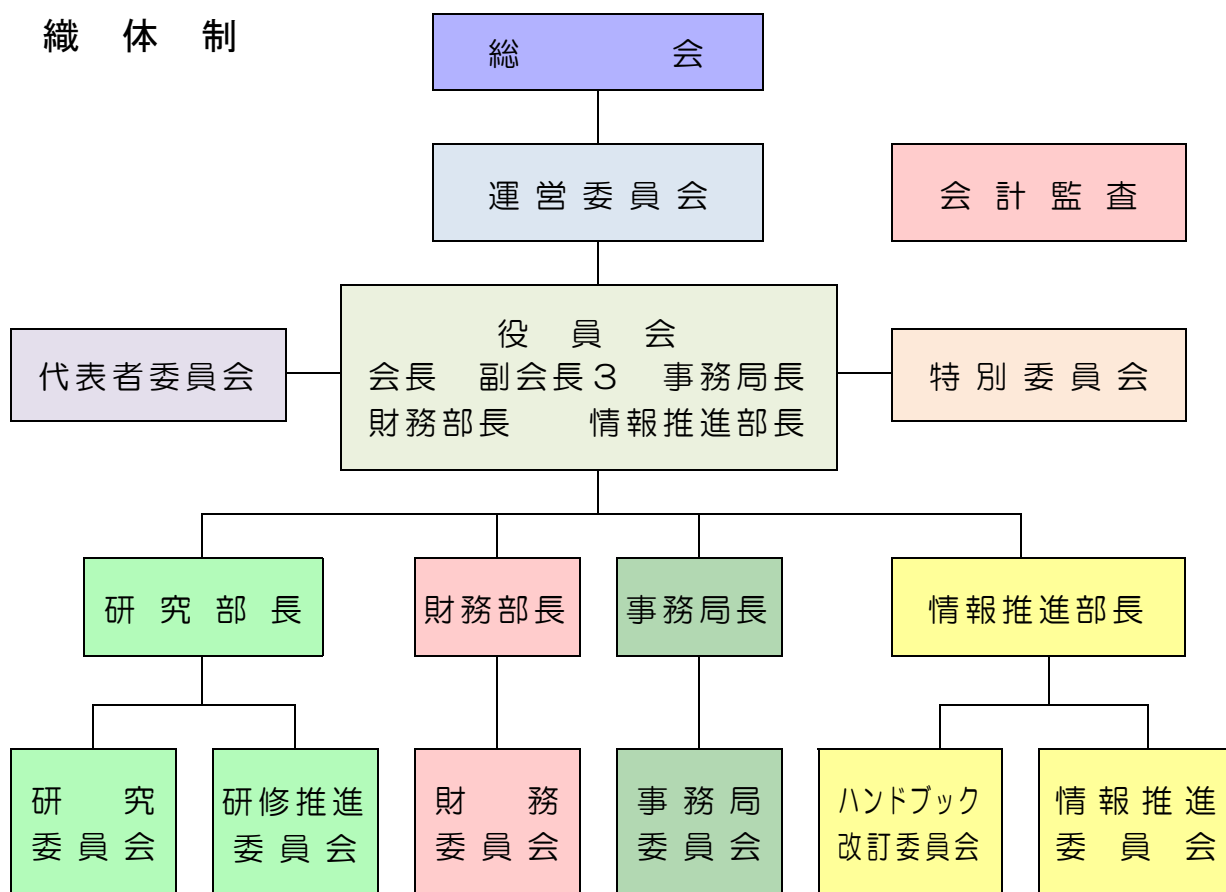 織 体 制
総 会
運営委員会
会計監査
役 員 会
会長 副会長3 事務局長
財務部長 情報推進部長
代表者委員会
特別委員会
研究部長
財務部長
事務局長
情報推進部長
研 究
委員会
研修推進
委員会
財 務
委員会
事務局
委員会
ハンドブック
改訂委員会
情報推進
委 員 会